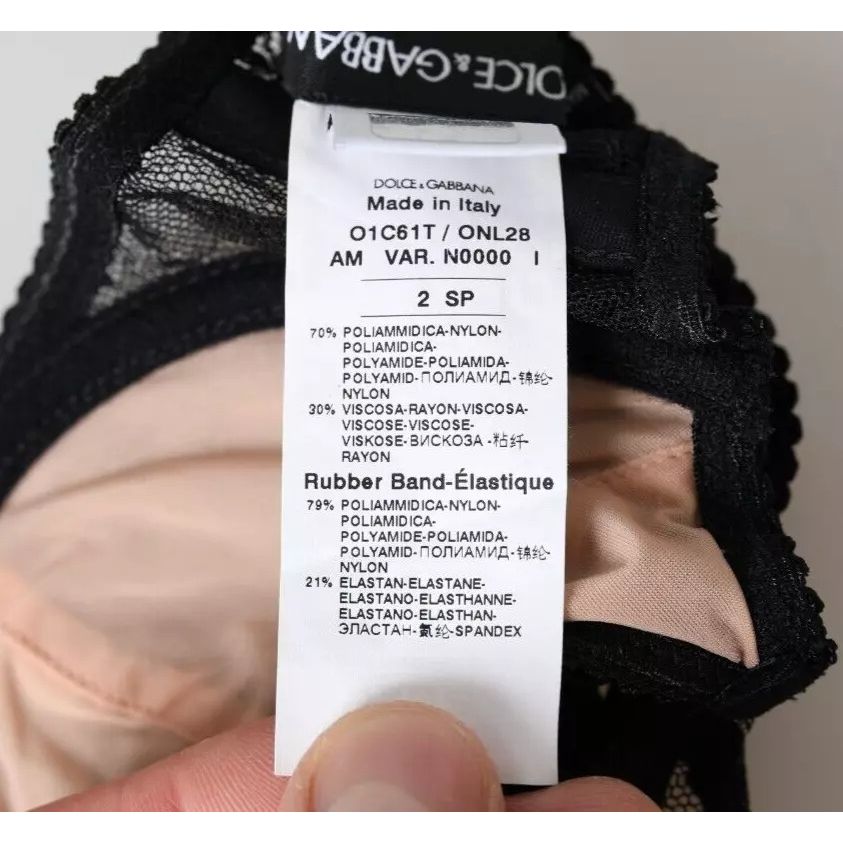 DOLCE&GABBAN
DOLCE&GABBANA
Made in Italy
O1C61T / ONL28
AM VAR. N0000 I
2 SP
70% POLIAMMIDICA-NYLON-
POLIAMIDICA-
POLYAMIDE-POLIAMIDA-
POLYAMID-ПОЛИАМИД-锦纶-
NYLON
30% VISCOSA-RAYON-VISCOSA-
VISCOSE-VISCOSE-
VISKOSE-ВИСКОЗА -粘纤-
RAYON
Rubber Band-Élastique
79% POLIAMMIDICA-NYLON-
POLIAMIDICA-
POLYAMIDE-POLIAMIDA-
POLYAMID-ПОЛИАМИД-锦纶-
NYLON
21% ELASTAN-ELASTANE-
ELASTANO-ELASTHANNE-
ELASTANO-ELASTHAN-
ЭЛАСТАН-氨纶-SPANDEX